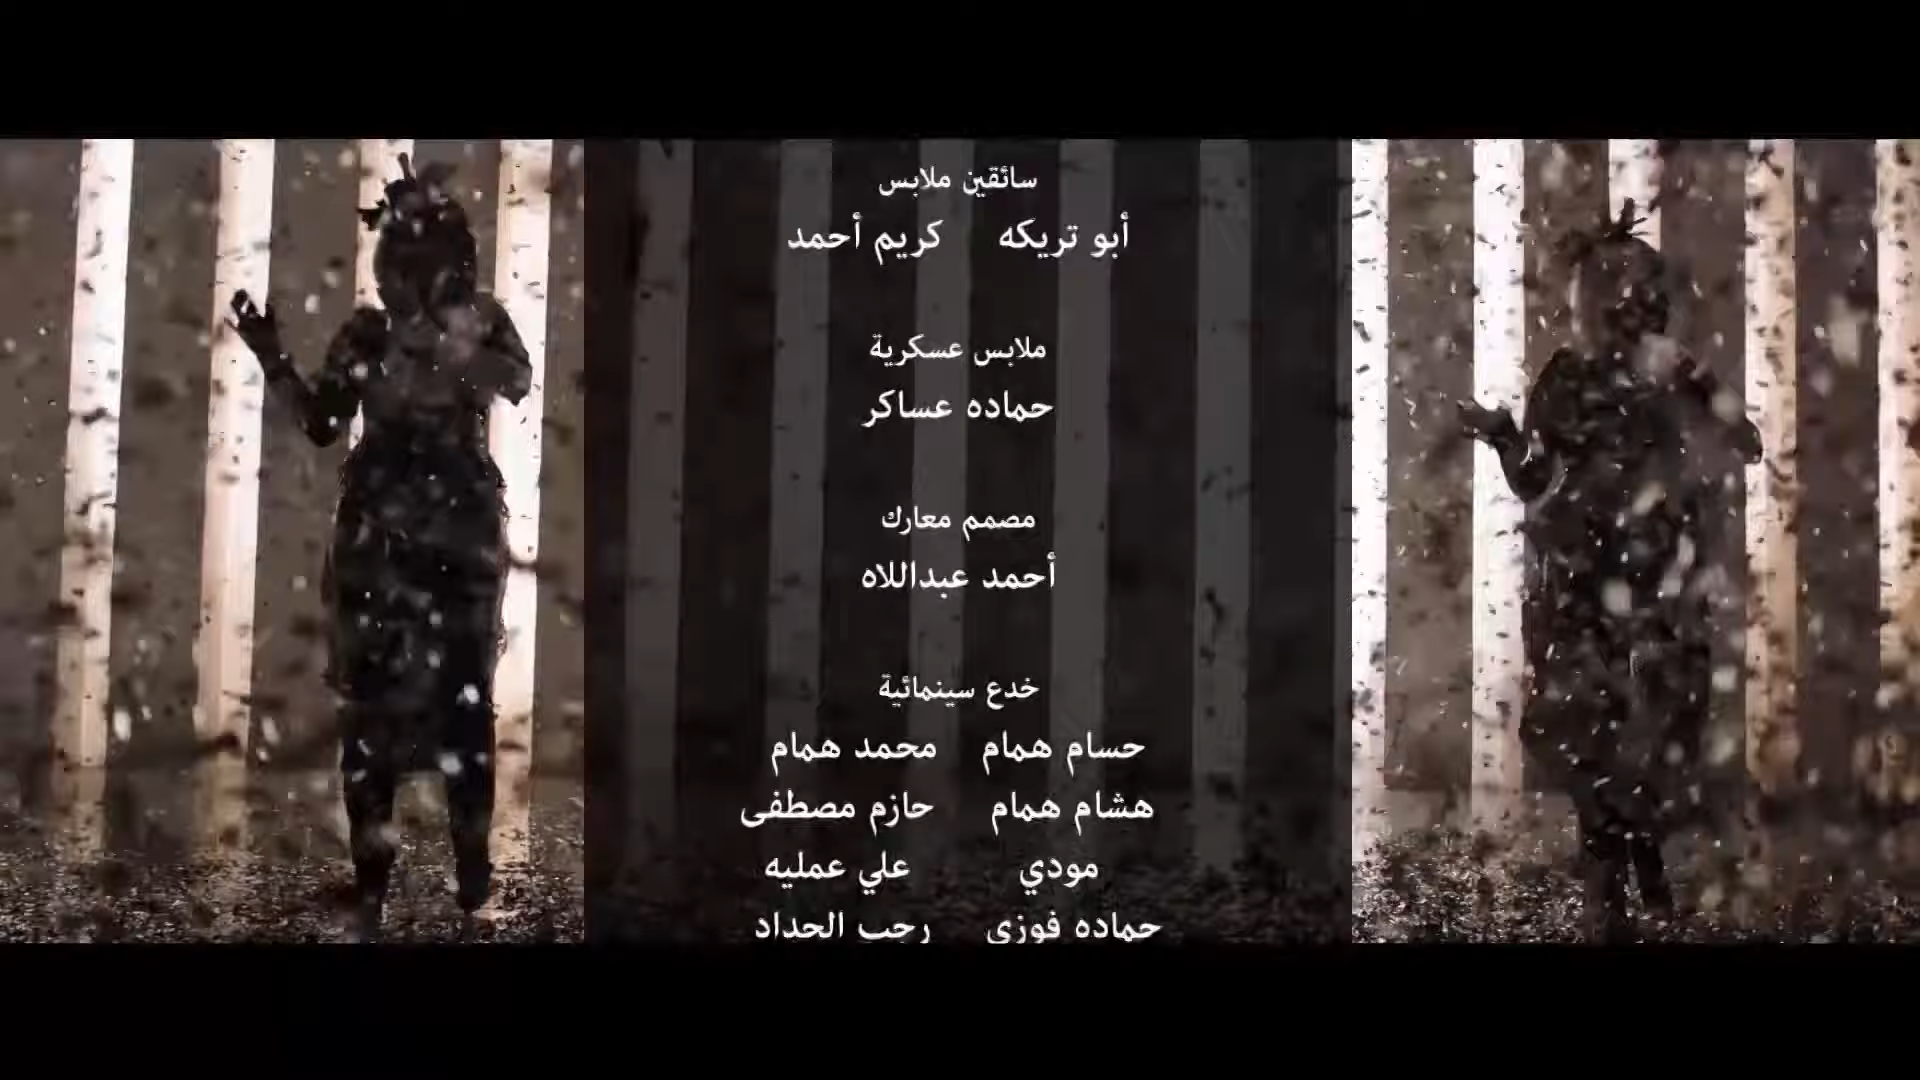 سائقين ملابس
أبو تريكه كريم أحمد
ملابس عسكرية
حماده عساكر
مصمم معارك
أحمد عبداللاه
خدع سينمائية
حسام همام محمد همام
هشام همام حازم مصطفى
مودي علي عمليه
حماده فوزي رجب الحداد